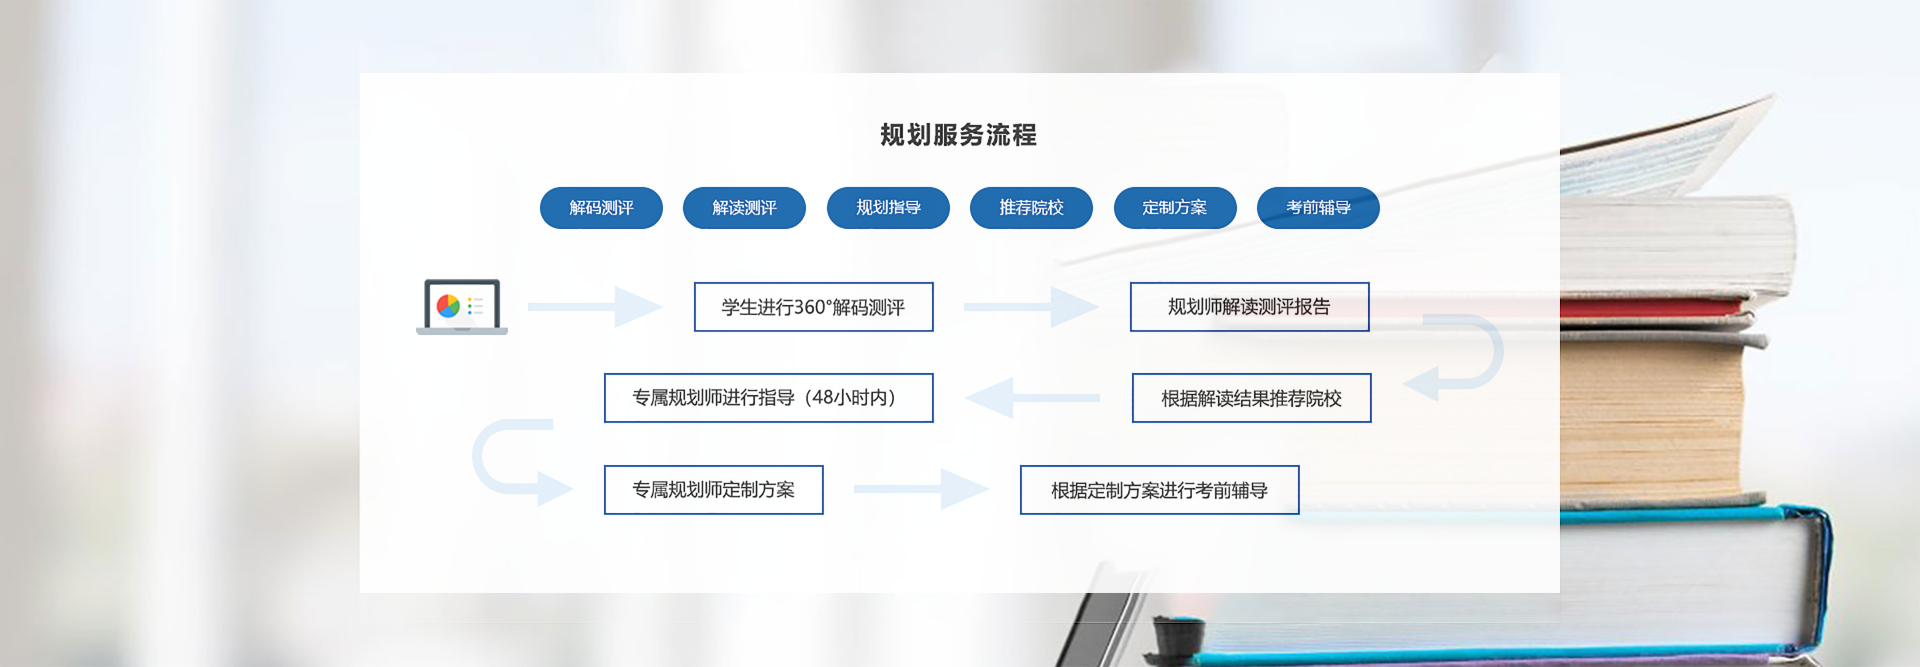 规划服务流程
解码测评 解读测评 规划指导 推荐院校 定制方案 考前辅导
学生进行360°解码测评 规划师解读测评报告
专属规划师进行指导（48小时内） 根据解读结果推荐院校
专属规划师定制方案 根据定制方案进行考前辅导